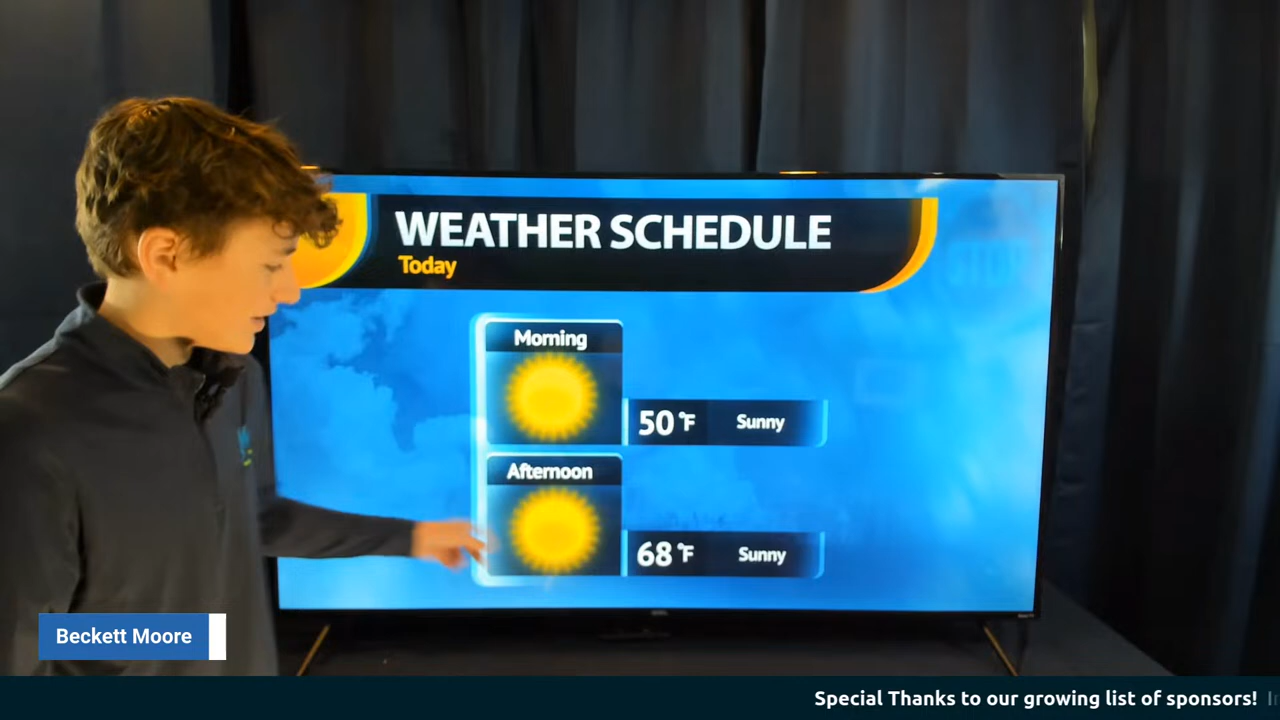 WEATHER SCHEDULE
Today
Morning
50 °F Sunny
Afternoon
68 °F Sunny
Beckett Moore
Special Thanks to our growing list of sponsors!